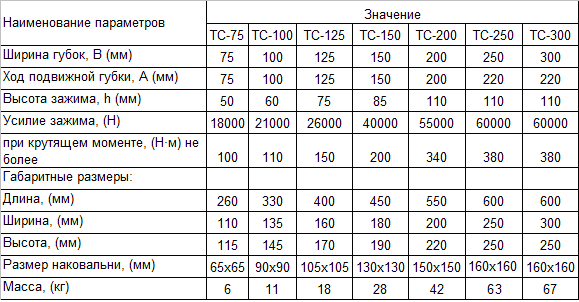 Наименование параметров Значение
ТС-75 ТС-100 ТС-125 ТС-150 ТС-200 ТС-250 ТС-300
Ширина губок, В (мм) 75 100 125 150 200 250 300
Ход подвижной губки, А (мм) 75 100 125 150 200 220 220
Высота зажима, h (мм) 50 60 75 85 110 110 110
Усилие зажима, (Н) 18000 21000 26000 40000 55000 60000 60000
при крутящем моменте, (Н·м) не
более 100 110 150 200 340 380 380
Габаритные размеры:
Длина, (мм) 260 330 400 450 550 600 600
Ширина, (мм) 110 135 160 180 200 250 300
Высота, (мм) 115 145 170 190 220 250 250
Размер наковальни, (мм) 65х65 90х90 105х105 130х130 150х150 160х160 160х160
Масса, (кг) 6 11 18 28 42 63 67